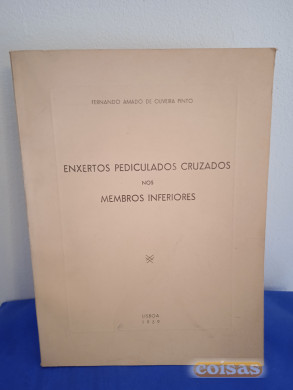 FERNANDO AMADO DE OLIVEIRA PINTO
ENXERTOS PEDICULADOS CRUZADOS
NOS
MEMBROS INFERIORES
LISBOA
coisas